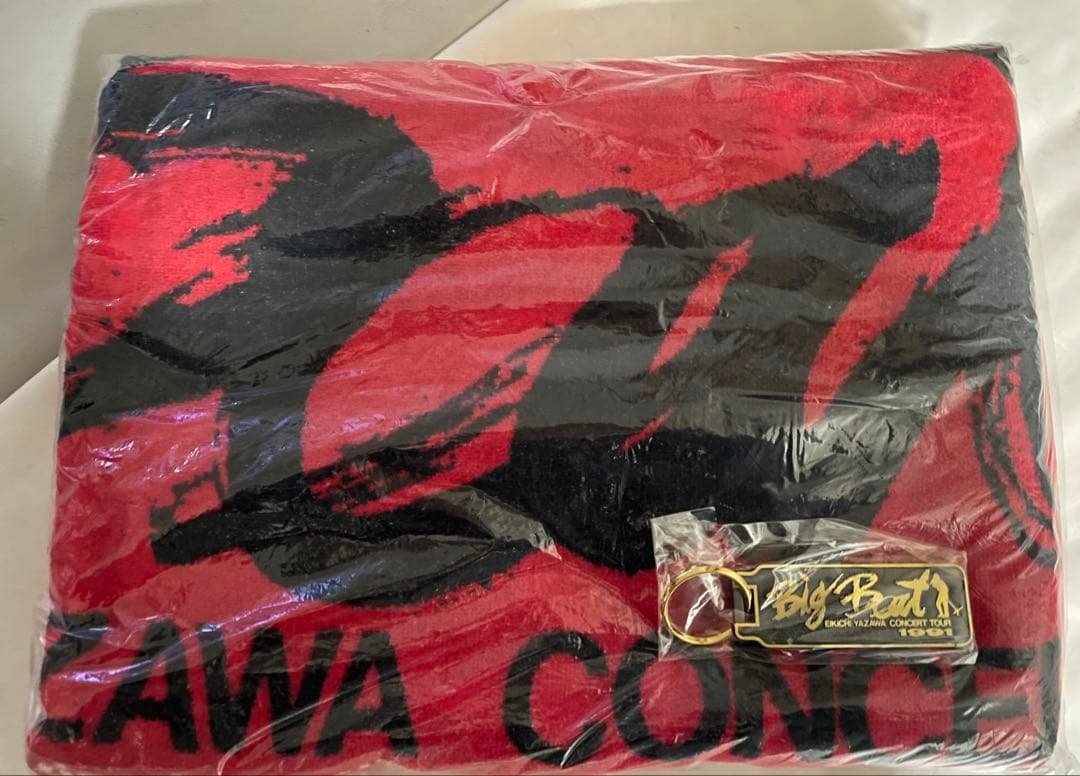 ZAWA CONCE
Big Beat
EIKICHI YAZAWA CONCERT TOUR
1991